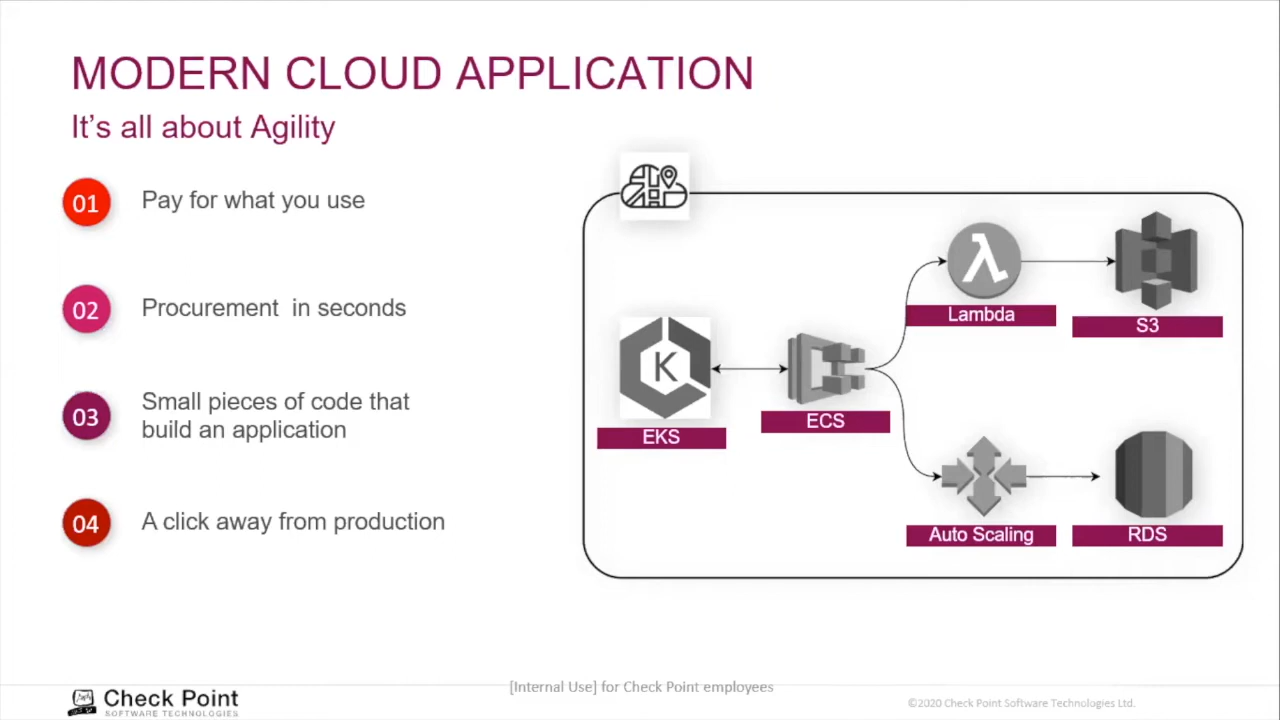 MODERN CLOUD APPLICATION
It's all about Agility
01
Pay for what you use
02
Procurement in seconds
03
Small pieces of code that
build an application
04
A click away from production
λ
Lambda
S3
K
EKS
ECS
Auto Scaling
RDS
Check Point
SOFTWARE TECHNOLOGIES
[Internal Use] for Check Point employees
©2020 Check Point Software Technologies Ltd.